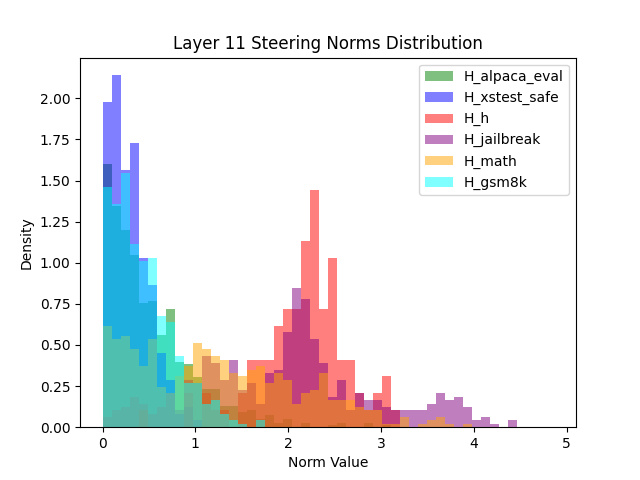 Layer 11 Steering Norms Distribution
H_alpaca_eval
H_xstest_safe
H_h
H_jailbreak
H_math
H_gsm8k
Density
2.00
1.75
1.50
1.25
1.00
0.75
0.50
0.25
0.00
0 1 2 3 4 5
Norm Value